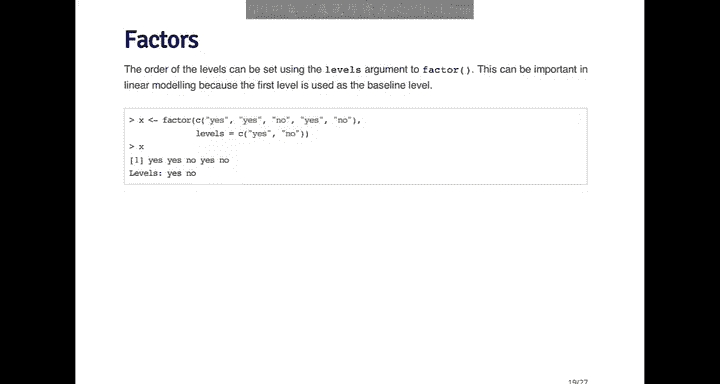 Factors
The order of the levels can be set using the levels argument to factor(). This can be important in
linear modelling because the first level is used as the baseline level.
> x <- factor(c("yes", "yes", "no", "yes", "no"),
levels = c("yes", "no"))
> x
[1] yes yes no yes no
Levels: yes no
19/27